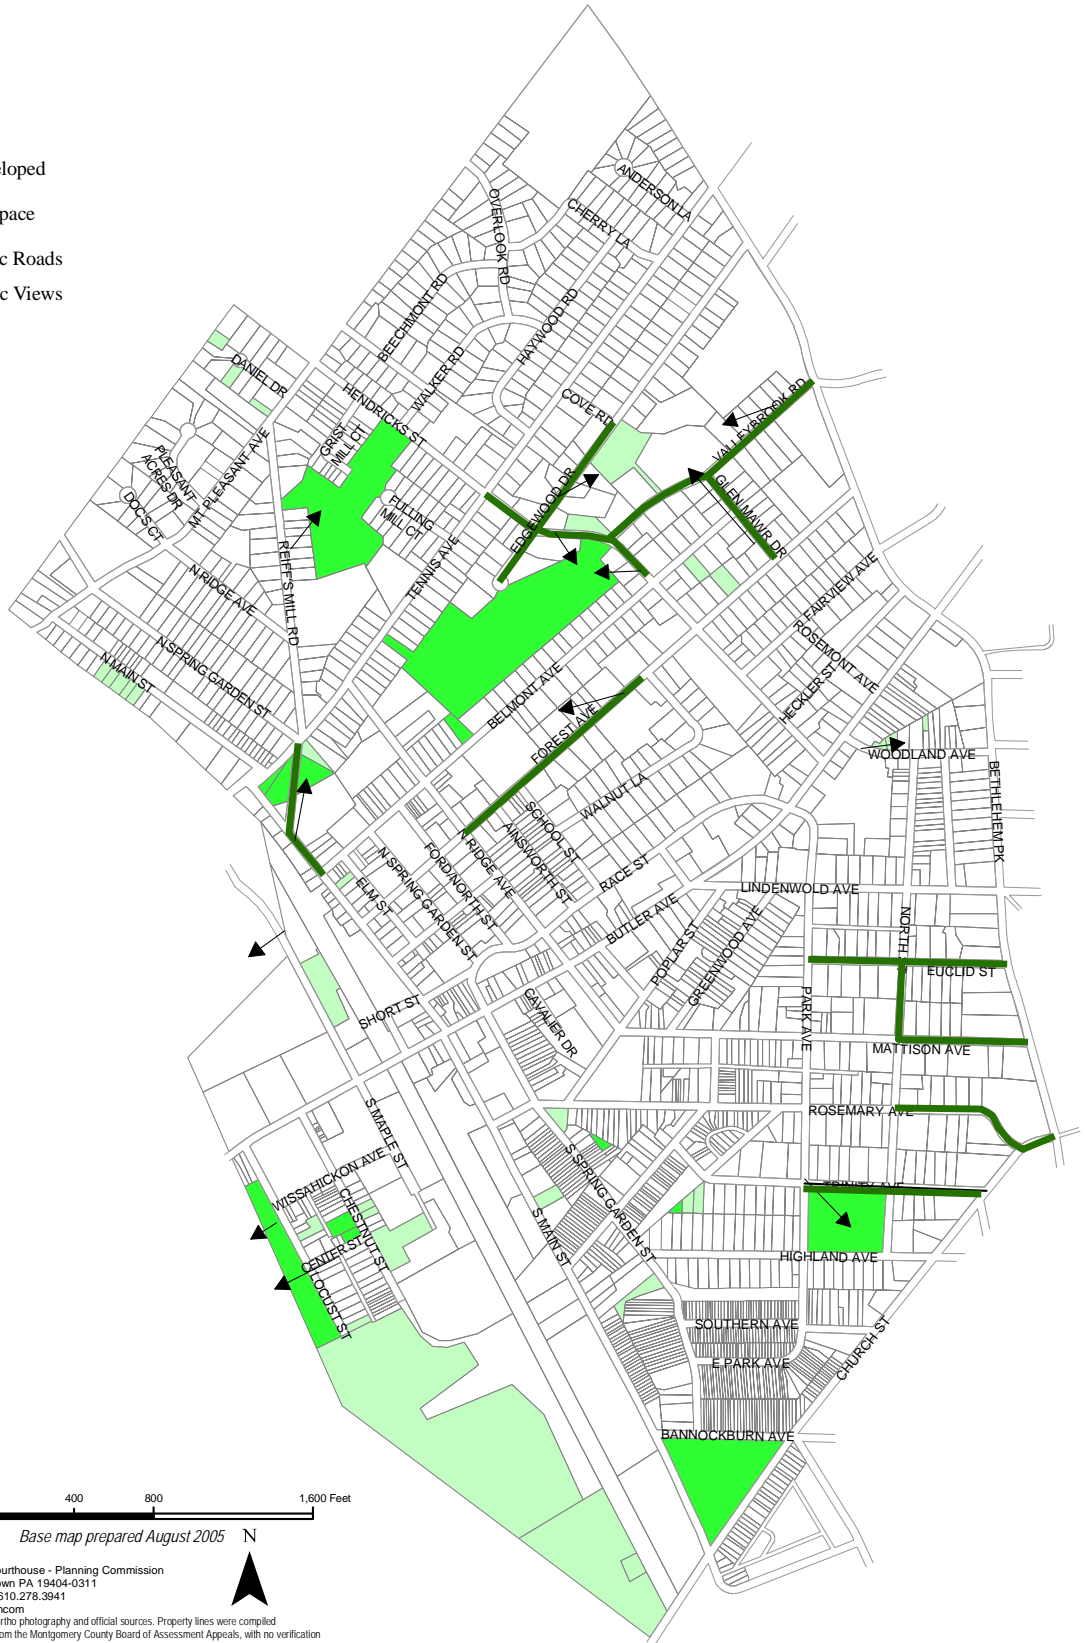 eloped
pace
c Roads
c Views
ANDERSON LA
CHERRY LA
OVERLOOK RD
BEECHMONT RD
HAYWOOD RD
WALKER RD
DANIEL DR
HENDRICKS ST
COVE RD
VALLEYBROOK RD
GRIST
MILL CT
PLEASANT
ACRES DR
MT PLEASANT AVE
DOC'S CT
FULLING
MILL CT
EDGEWOOD DR
GLEN MAWR DR
REIFF'S MILL RD
TENNIS AVE
N RIDGE AVE
FAIRVIEW AVE
ROSEMONT AVE
N MAIN ST
N SPRING GARDEN ST
HECKLER ST
BELMONT AVE
FOREST AVE
WOODLAND AVE
BETHLEHEM PK
WALNUT LA
SCHOOL ST
AINSWORTH ST
N RIDGE AVE
FORD/NORTH ST
N SPRING GARDEN ST
ELM ST
RACE ST
LINDENWOLD AVE
BUTLER AVE
POPLAR ST
GREENWOOD AVE
NORTH S
EUCLID ST
SHORT ST
CAVALIER DR
PARK AVE
MATTISON AVE
ROSEMARY AVE
S MAPLE ST
WISSAHICKON AVE
CHESTNUT ST
S SPRING GARDEN ST
TRINITY AVE
S MAIN ST
CENTER ST
LOCUST ST
HIGHLAND AVE
SOUTHERN AVE
E PARK AVE
CHURCH ST
BANNOCKBURN AVE
400 800 1,600 Feet
Base map prepared August 2005 N
urthouse - Planning Commission
wn PA 19404-0311
610.278.3941
ncom
rtho photography and official sources. Property lines were compiled
om the Montgomery County Board of Assessment Appeals, with no verification